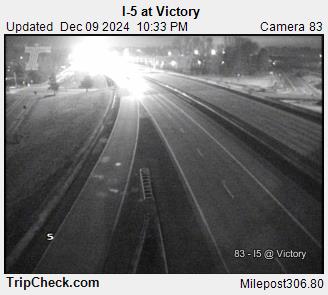 I-5 at Victory
Updated Dec 09 2024 10:33 PM Camera 83
S
83 - I5 @ Victory
TripCheck.com Milepost306.80